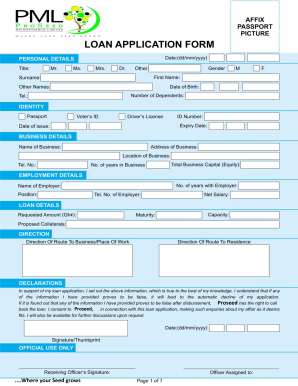 PML
ProSeed
MICROFINANCE LIMITED
AFFIX
PASSPORT
PICTURE
LOAN APPLICATION FORM
PERSONAL DETAILS
Date:(dd/mm/yyyy)
Title: Mr. Ms. Mrs. Dr. Other: Gender M F
Surname: First Name:
Other Names: Date of Birth:
Tel.: Number of Dependents:
IDENTITY
Passport Voter's ID Driver's License ID Number:
Date of issue: Expiry Date:
BUSINESS DETAILS
Name of Business: Address of Business:
Location of Business:
Tel. No.: No. of years in Business Total Business Capital (Equity)
EMPLOYMENT DETAILS
Name of Employer: No. of years with Employer:
Position: Tel. No. of Employer: Net Salary:
LOAN DETAILS
Requested Amount (GH¢): Maturity: Capacity:
Proposed Collaterals:
DIRECTION
Direction Of Route To Business/Place Of Work Direction Of Route To Residence
DECLARATIONS
In support of my loan application, I set out the above information, which is true to the best of my knowledge. I understand that if any
of the information I have provided proves to be false, it will lead to the automatic decline of my application.
If it is found out that any of the information I have provided proves to be false after disbursement, Proseed has the right to call
back the loan. I consent to Proseed, in connection with this loan application, making such enquiries about my affair as it deems
fit. I will also be available for further discussions upon request.
Date:(dd/mm/yyyy)
Signature/Thumbprint
OFFICIAL USE ONLY
Receiving Officer's Signature: Officer Assigned to:
....Where your Seed grows Page 1 of 1